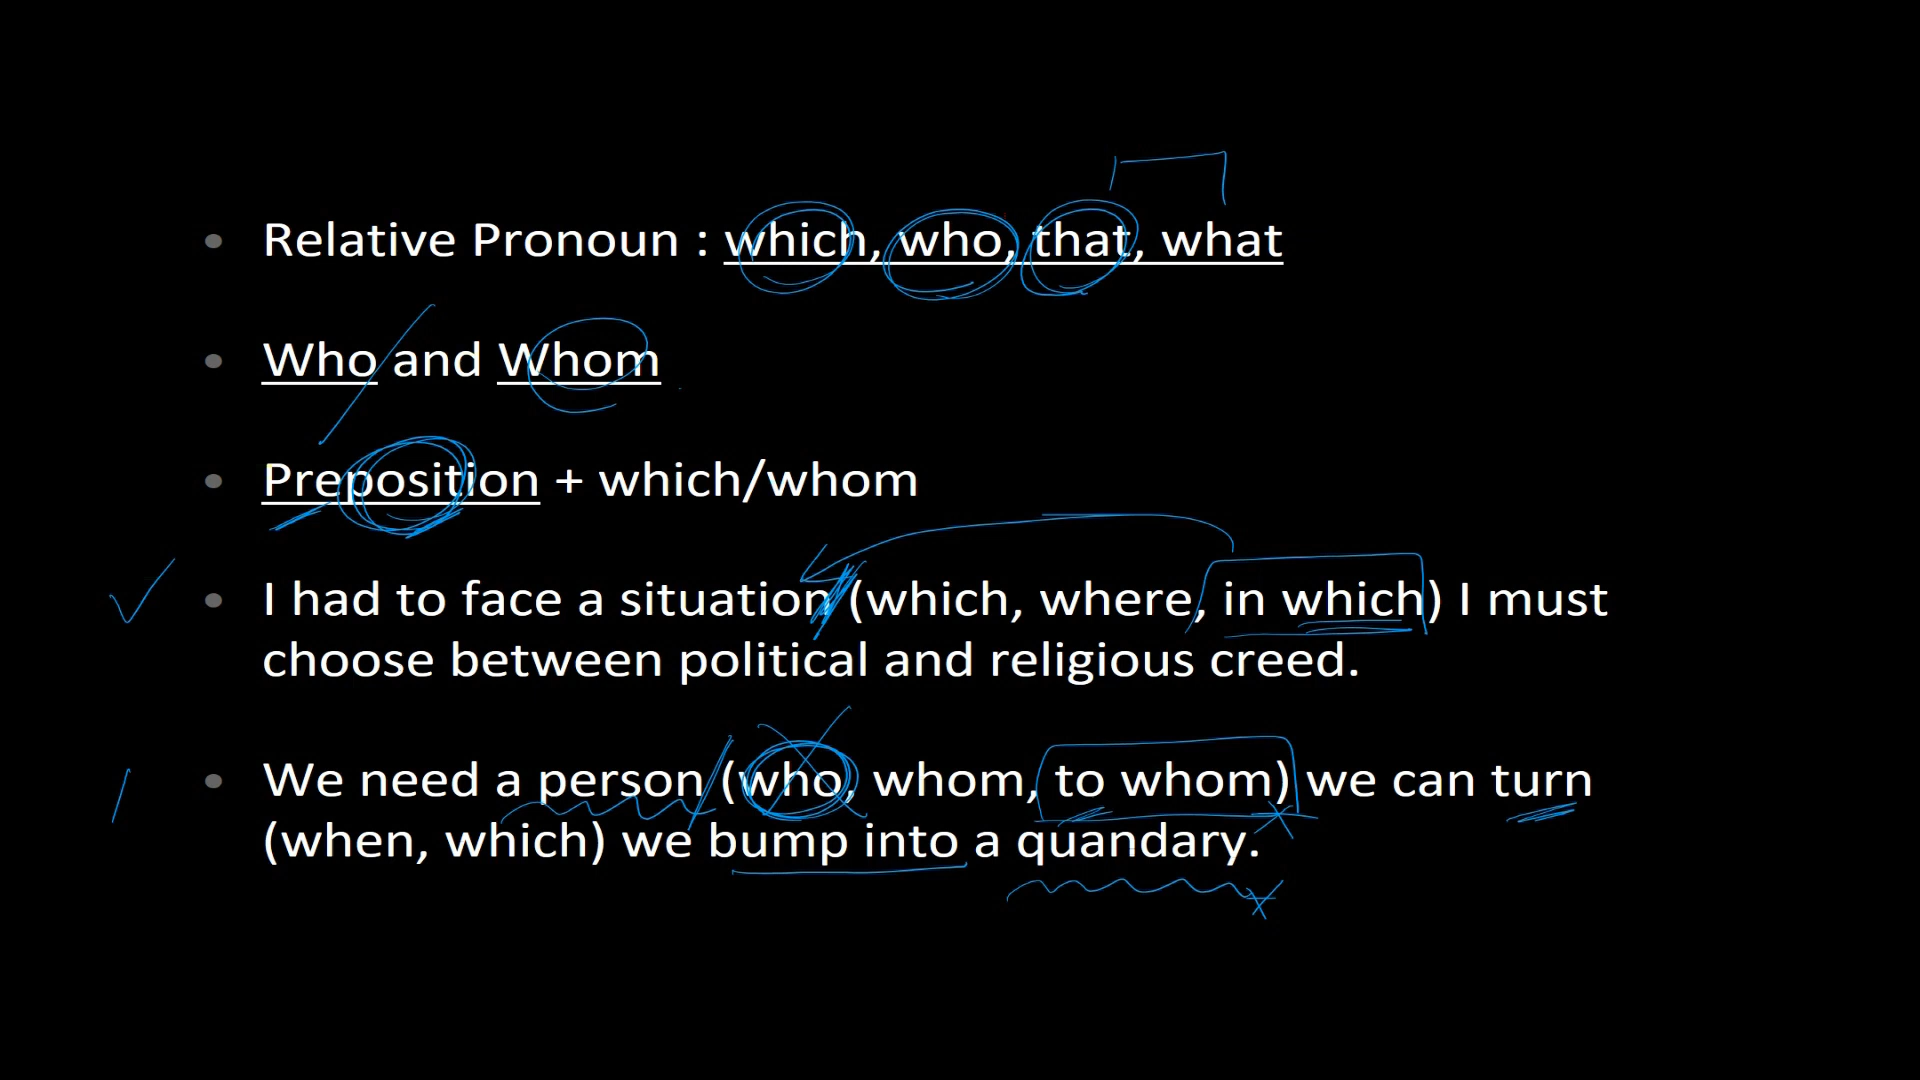 Relative Pronoun : which, who, that, what
Who and Whom
Preposition + which/whom
I had to face a situation (which, where, in which) I must
choose between political and religious creed.
We need a person (who, whom, to whom) we can turn
(when, which) we bump into a quandary.